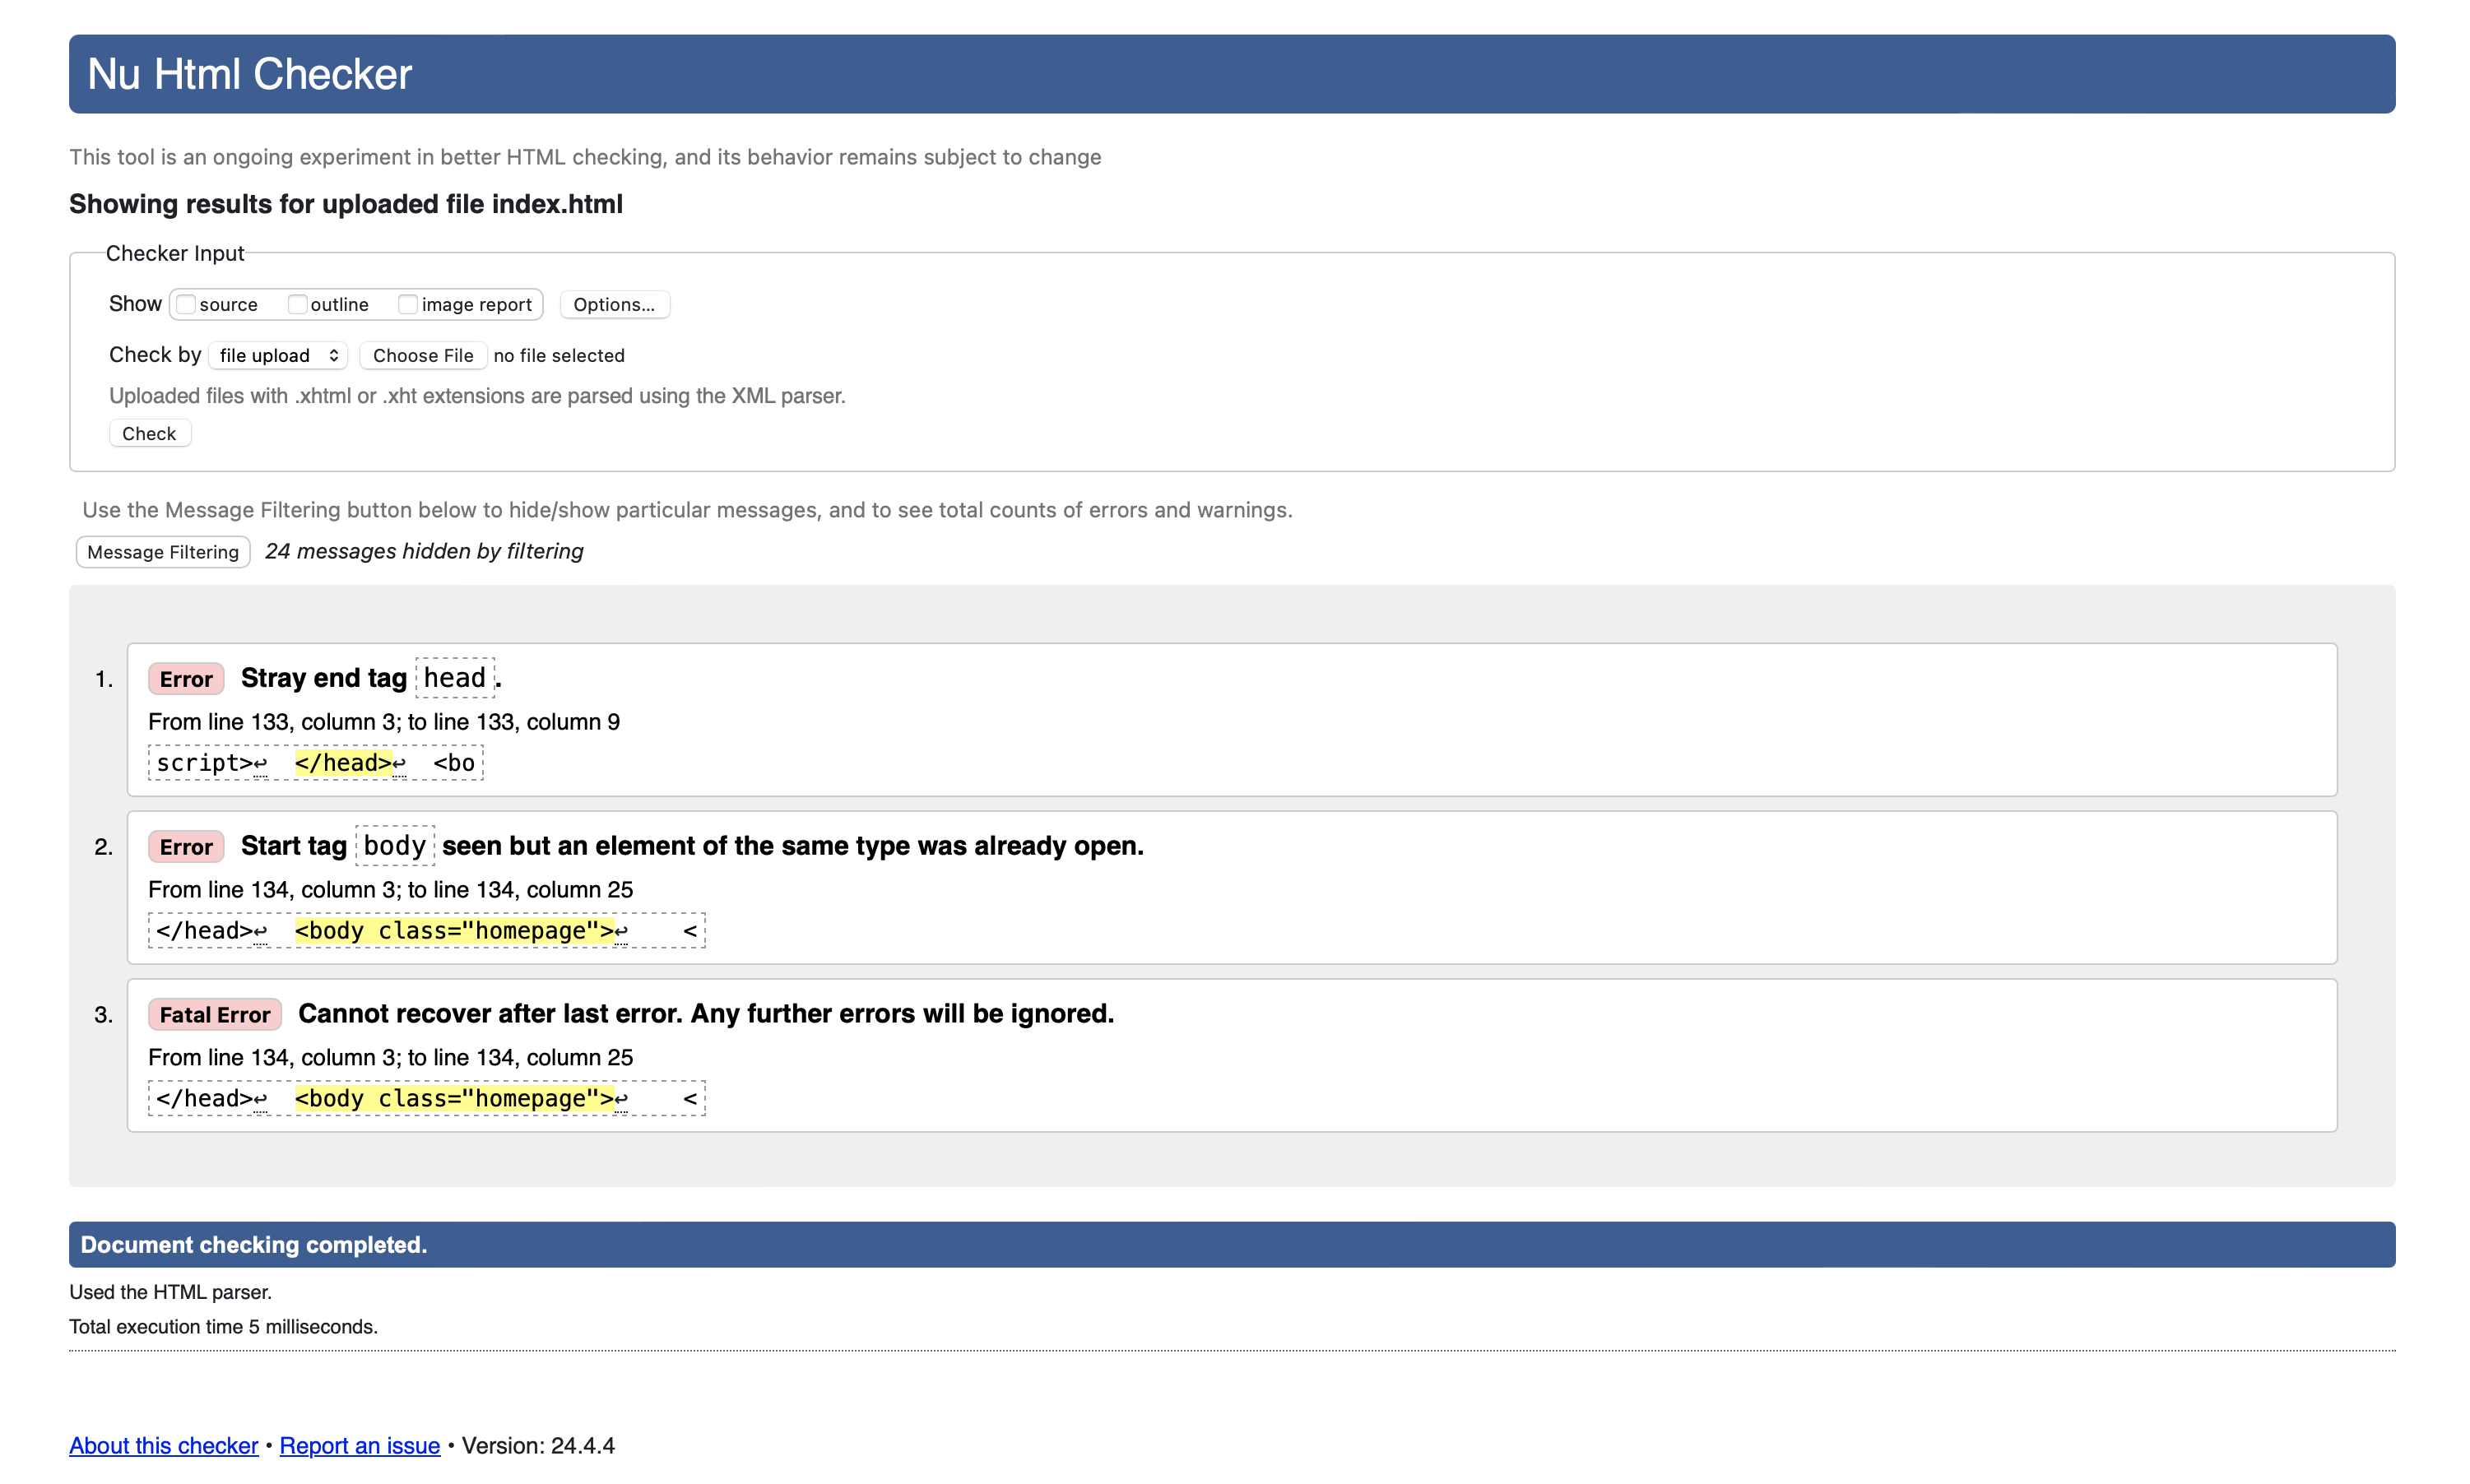 Nu Html Checker
This tool is an ongoing experiment in better HTML checking, and its behavior remains subject to change
Showing results for uploaded file index.html
Checker Input
Show source outline image report Options...
Check by file upload Choose File no file selected
Uploaded files with .xhtml or .xht extensions are parsed using the XML parser.
Check
Use the Message Filtering button below to hide/show particular messages, and to see total counts of errors and warnings.
Message Filtering 24 messages hidden by filtering
1. Error Stray end tag head.
From line 133, column 3; to line 133, column 9
script>↩  </head>↩  <bo
2. Error Start tag body seen but an element of the same type was already open.
From line 134, column 3; to line 134, column 25
</head>↩  <body class="homepage">↩    <
3. Fatal Error Cannot recover after last error. Any further errors will be ignored.
From line 134, column 3; to line 134, column 25
</head>↩  <body class="homepage">↩    <
Document checking completed.
Used the HTML parser.
Total execution time 5 milliseconds.
About this checker • Report an issue • Version: 24.4.4